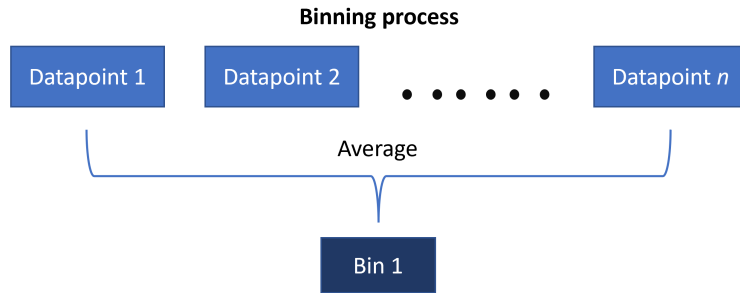 Binning process
Datapoint 1
Datapoint 2
Datapoint n
Average
Bin 1